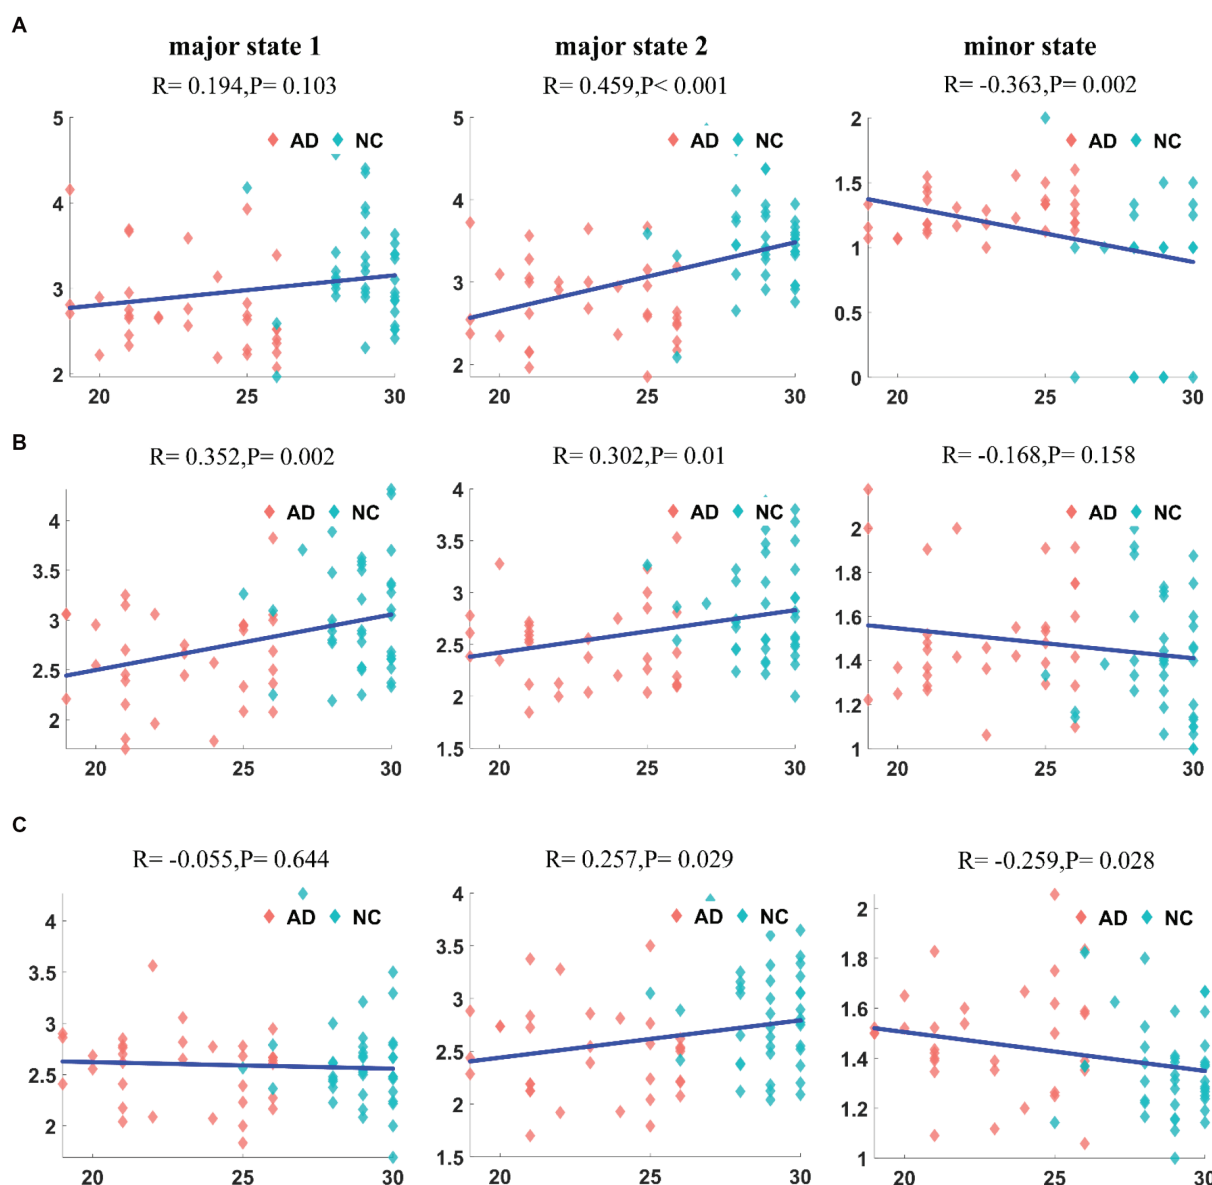 A
major state 1
major state 2
minor state
R= 0.194,P= 0.103
R= 0.459,P< 0.001
R= -0.363,P= 0.002
5
4
3
2
20
25
30
AD
NC
5
4
3
2
20
25
30
AD
NC
2
1.5
1
0.5
0
20
25
30
AD
NC
B
R= 0.352,P= 0.002
R= 0.302,P= 0.01
R= -0.168,P= 0.158
4
3.5
3
2.5
2
20
25
30
AD
NC
4
3.5
3
2.5
2
1.5
20
25
30
AD
NC
2
1.8
1.6
1.4
1.2
1
20
25
30
AD
NC
C
R= -0.055,P= 0.644
R= 0.257,P= 0.029
R= -0.259,P= 0.028
4
3.5
3
2.5
2
20
25
30
AD
NC
4
3.5
3
2.5
2
1.5
20
25
30
AD
NC
2
1.8
1.6
1.4
1.2
1
20
25
30
AD
NC